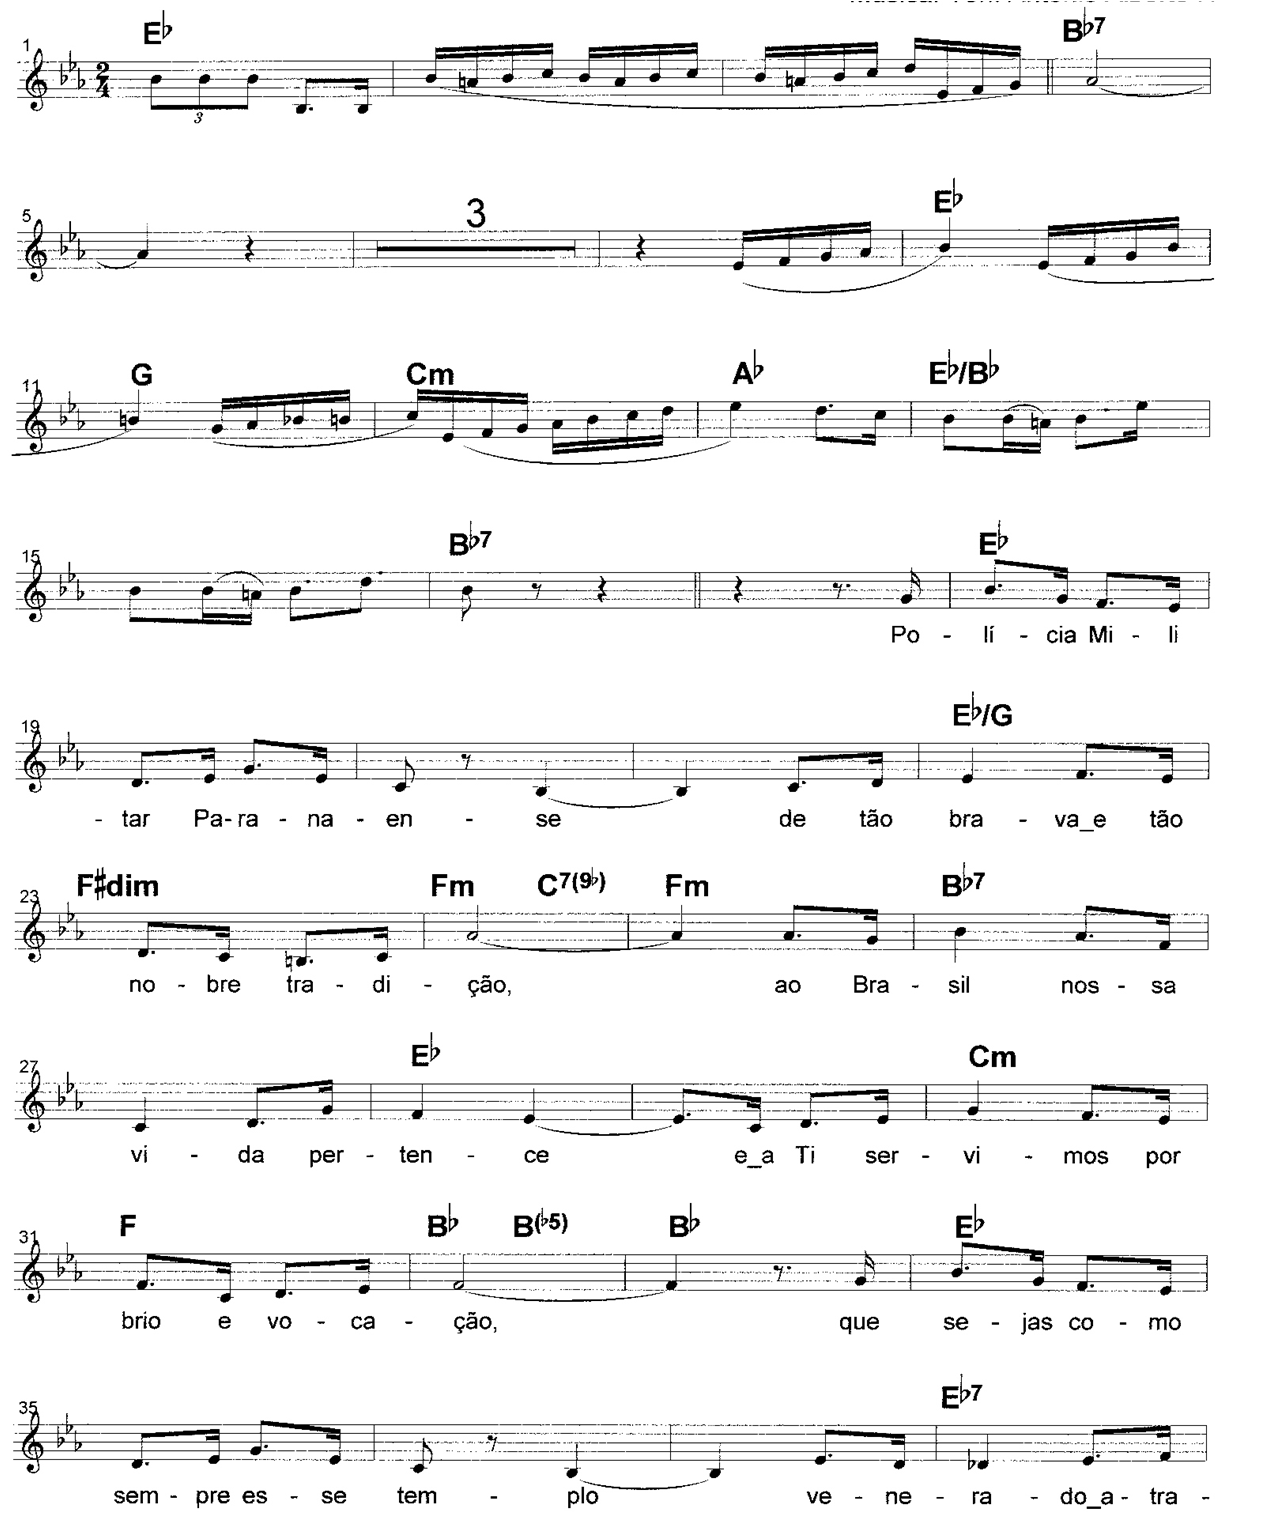 E♭ B♭7
1
3
5 3 E♭
11 G Cm A♭ E♭/B♭
15 B♭7 E♭
Po - lí - cia Mi - li
19 E♭/G
- tar Pa - ra - na - en - se de tão bra - va_e tão
23 F#dim Fm C7(9♭) Fm B♭7
no - bre tra - di - ção, ao Bra - sil nos - sa
27 E♭ Cm
vi - da per - ten - ce e_a Ti ser - vi - mos por
31 F B♭ B(♭5) B♭ E♭
brio e vo - ca - ção, que se - jas co - mo
35 E♭7
sem - pre es - se tem - plo ve - ne - ra - do_a - tra -